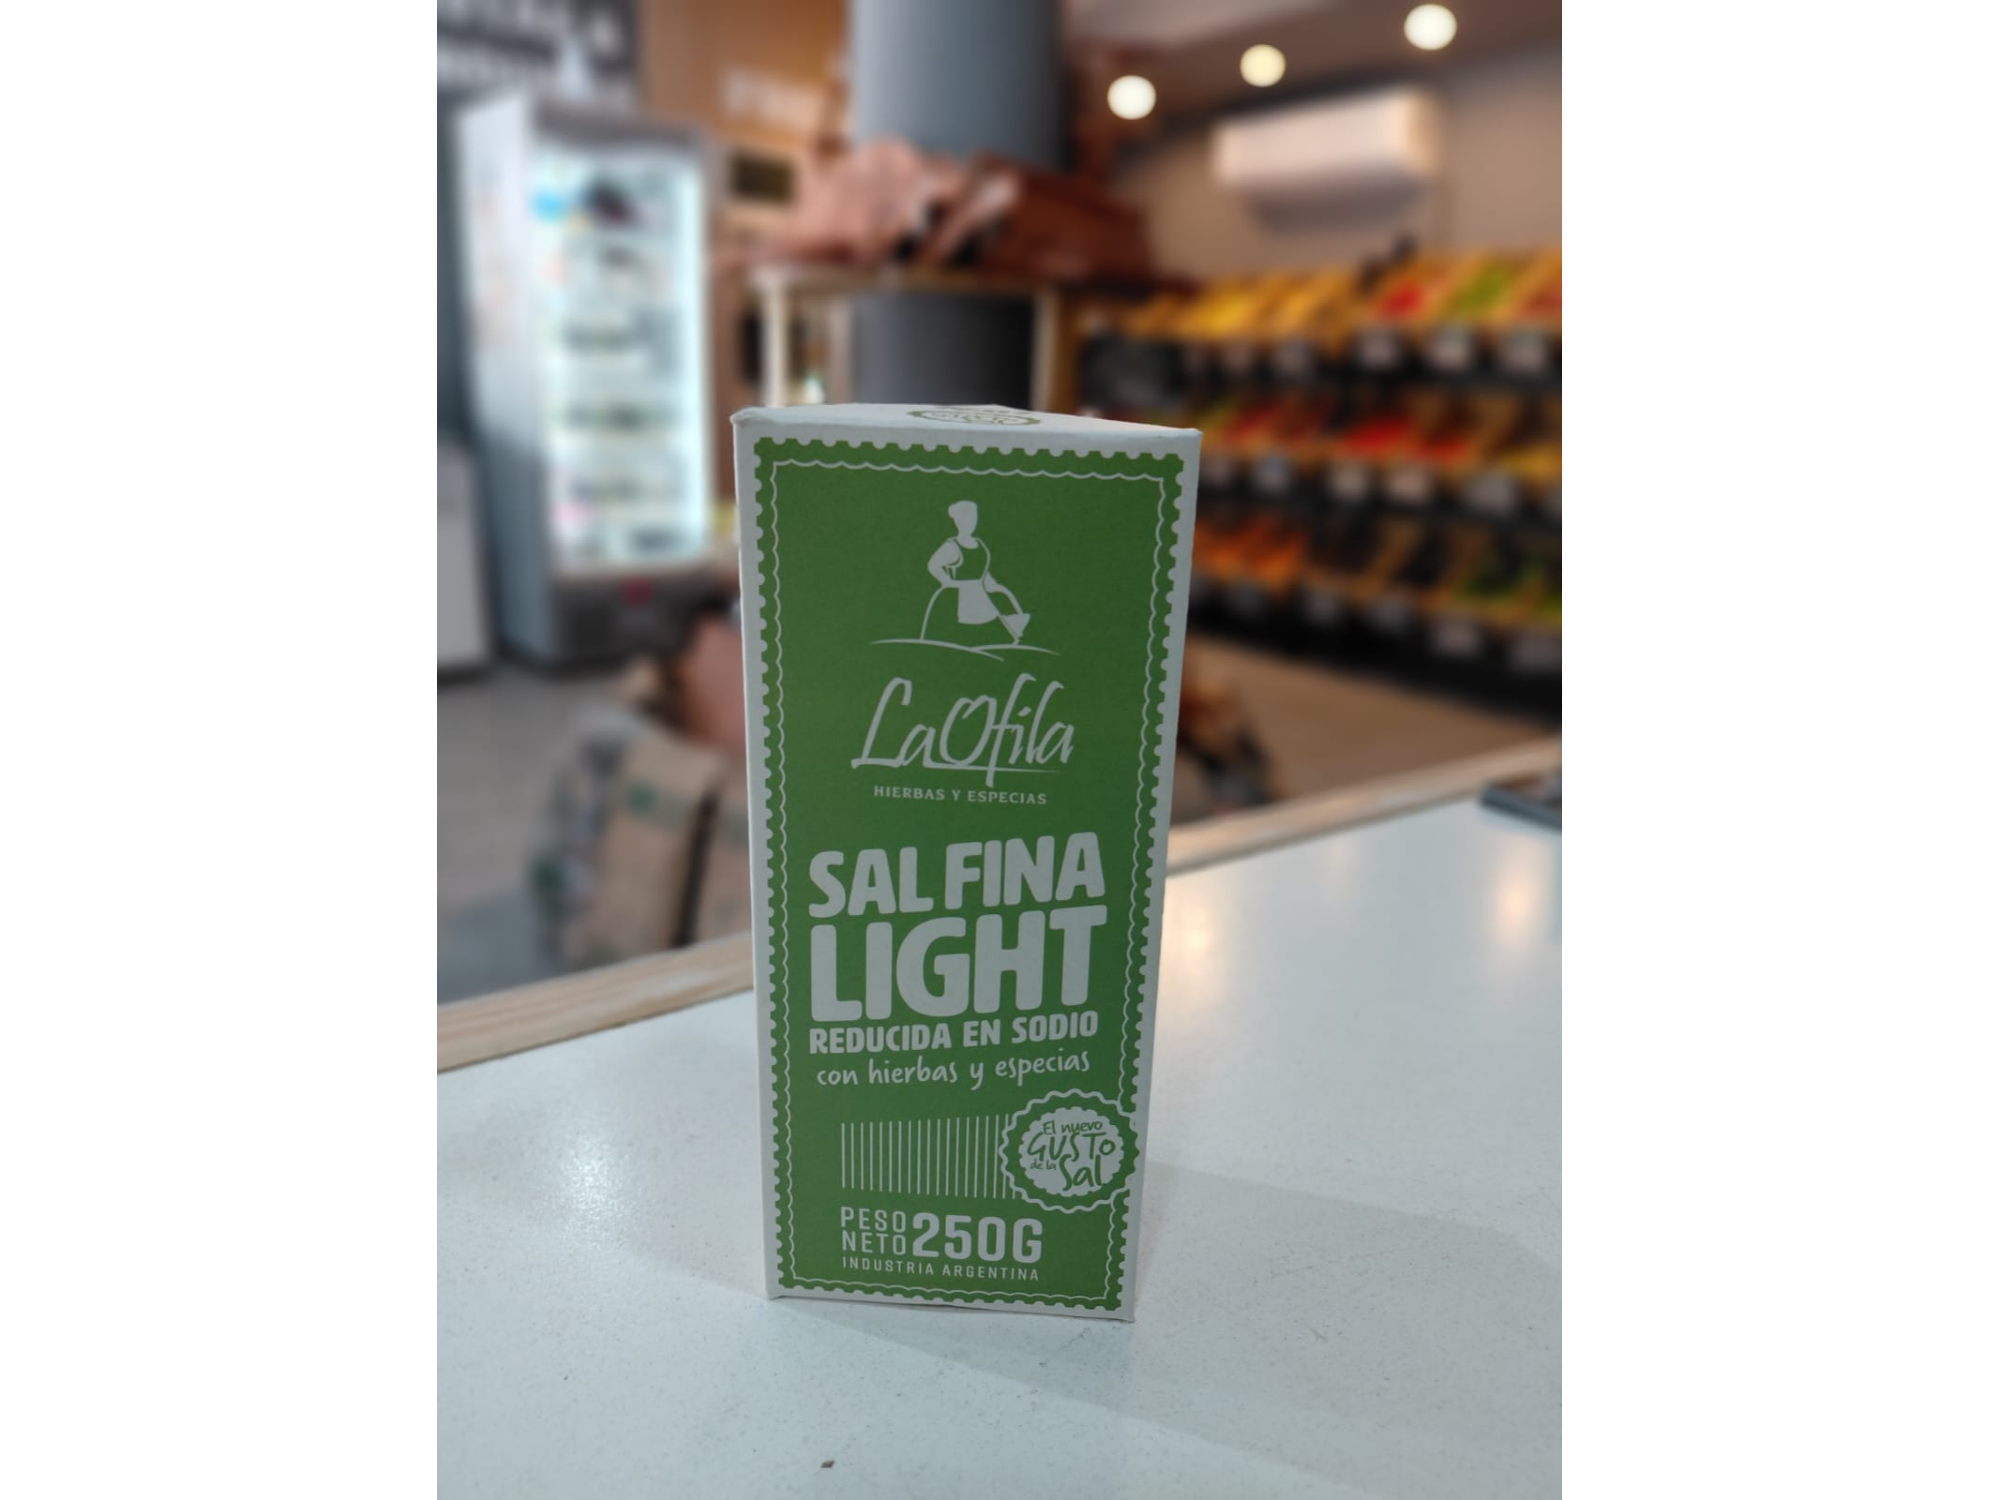 LaOfila
HIERBAS Y ESPECIAS
SAL FINA
LIGHT
REDUCIDA EN SODIO
con hierbas y especias
El nuevo
GUSTO
de la
Sal
PESO
NETO 250G
INDUSTRIA ARGENTINA